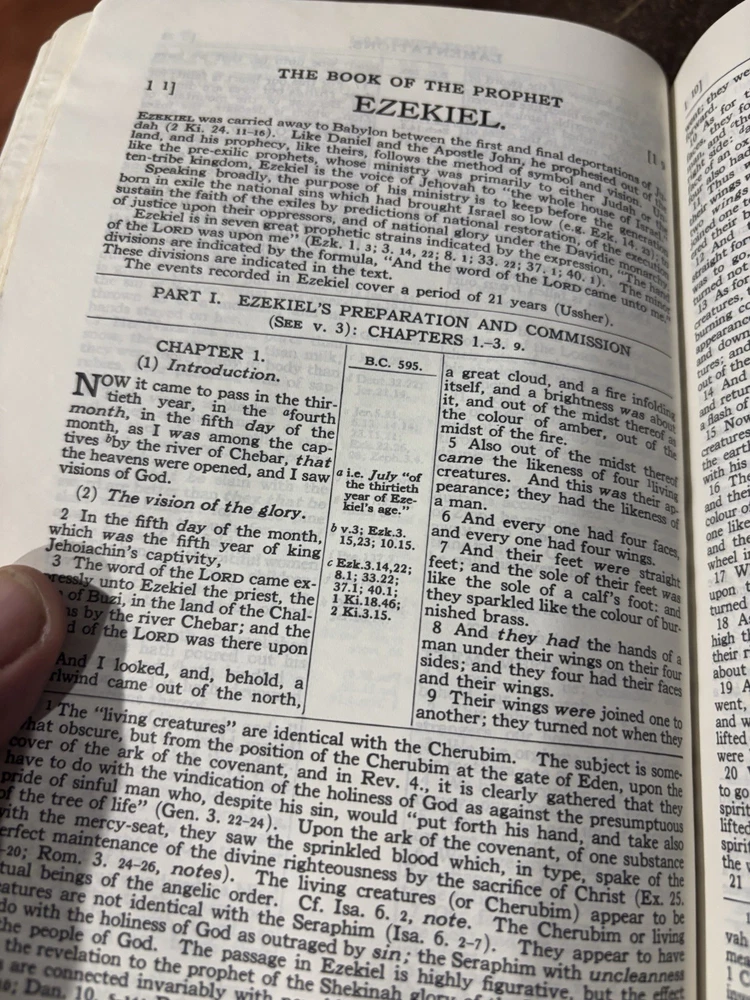 THE BOOK OF THE PROPHET
1 1]
EZEKIEL.
[1
EZEKIEL was carried away to Babylon between the first and final deportations of Ju-
dah (2 Ki. 24. 11-16). Like Daniel and the Apostle John, he prophesied out of the
land, and his prophecy, like theirs, follows the method of symbol and vision. Un-
like the pre-exilic prophets, whose ministry was primarily to either Judah or the
ten-tribe kingdom, Ezekiel is the voice of Jehovah to "the whole house of Israel."
Speaking broadly, the purpose of his ministry is to keep before the generation
born in exile the national sins which had brought Israel so low (e.g. Ezk. 14. 23); to
sustain the faith of the exiles by predictions of national restoration, of the execution
of justice upon their oppressors, and of national glory under the Davidic monarchy.
Ezekiel is in seven great prophetic strains indicated by the expression, "The hand
of the LORD was upon me" (Ezk. 1. 3; 3. 14, 22; 8. 1; 33. 22; 37. 1; 40. 1). The minor
divisions are indicated by the formula, "And the word of the LORD came unto me."
These divisions are indicated in the text.
The events recorded in Ezekiel cover a period of 21 years (Ussher).
PART I. EZEKIEL'S PREPARATION AND COMMISSION
(SEE v. 3): CHAPTERS 1.-3. 9.
CHAPTER 1.
(1) Introduction.
NOW it came to pass in the thir-
tieth year, in the afourth
month, in the fifth day of the
month, as I was among the cap-
tives bby the river of Chebar, that
the heavens were opened, and I saw
visions of God.
(2) The vision of the glory.
2 In the fifth day of the month,
which was the fifth year of king
Jehoiachin's captivity,
3 The word of the LORD came ex-
pressly unto Ezekiel the priest, the
of Buzi, in the land of the Chal-
by the river Chebar; and the
of the LORD was there upon
And I looked, and, behold, a
came out of the north,
B.C. 595.
a i.e. July "of
the thirtieth
year of Eze-
kiel's age."
b v.3; Ezk.3.
15,23; 10.15.
c Ezk.3.14,22;
8.1; 33.22;
37.1; 40.1;
1 Ki.18.46;
2 Ki.3.15.
a great cloud, and a fire infolding
itself, and a brightness was about
it, and out of the midst thereof as
the colour of amber, out of the
midst of the fire.
5 Also out of the midst thereof
came the likeness of four living
creatures. And this was their ap-
pearance; they had the likeness of
a man.
6 And every one had four faces,
and every one had four wings.
7 And their feet were straight
feet; and the sole of their feet was
like the sole of a calf's foot: and
they sparkled like the colour of bur-
nished brass.
8 And they had the hands of a
man under their wings on their four
sides; and they four had their faces
and their wings.
9 Their wings were joined one to
another; they turned not when they
1 The "living creatures" are identical with the Cherubim. The subject is some-
what obscure, but from the position of the Cherubim at the gate of Eden, upon the
cover of the ark of the covenant, and in Rev. 4., it is clearly gathered that they
have to do with the vindication of the holiness of God as against the presumptuous
pride of sinful man who, despite his sin, would "put forth his hand, and take also
of the tree of life" (Gen. 3. 22-24). Upon the ark of the covenant, of one substance
with the mercy-seat, they saw the sprinkled blood which, in type, spake of the
perfect maintenance of the divine righteousness by the sacrifice of Christ (Ex. 25.
-20; Rom. 3. 24-26, notes). The living creatures (or Cherubim) appear to be
beings of the angelic order. Cf. Isa. 6. 2, note. The Cherubim or living
creatures are not identical with the Seraphim (Isa. 6. 2-7). They appear to have
do with the holiness of God as outraged by sin; the Seraphim with uncleanness
the people of God. The passage in Ezekiel is highly figurative, but the effect
the revelation to the prophet of the Shekinah glory of the
are connected invariably with
Dan. 10.